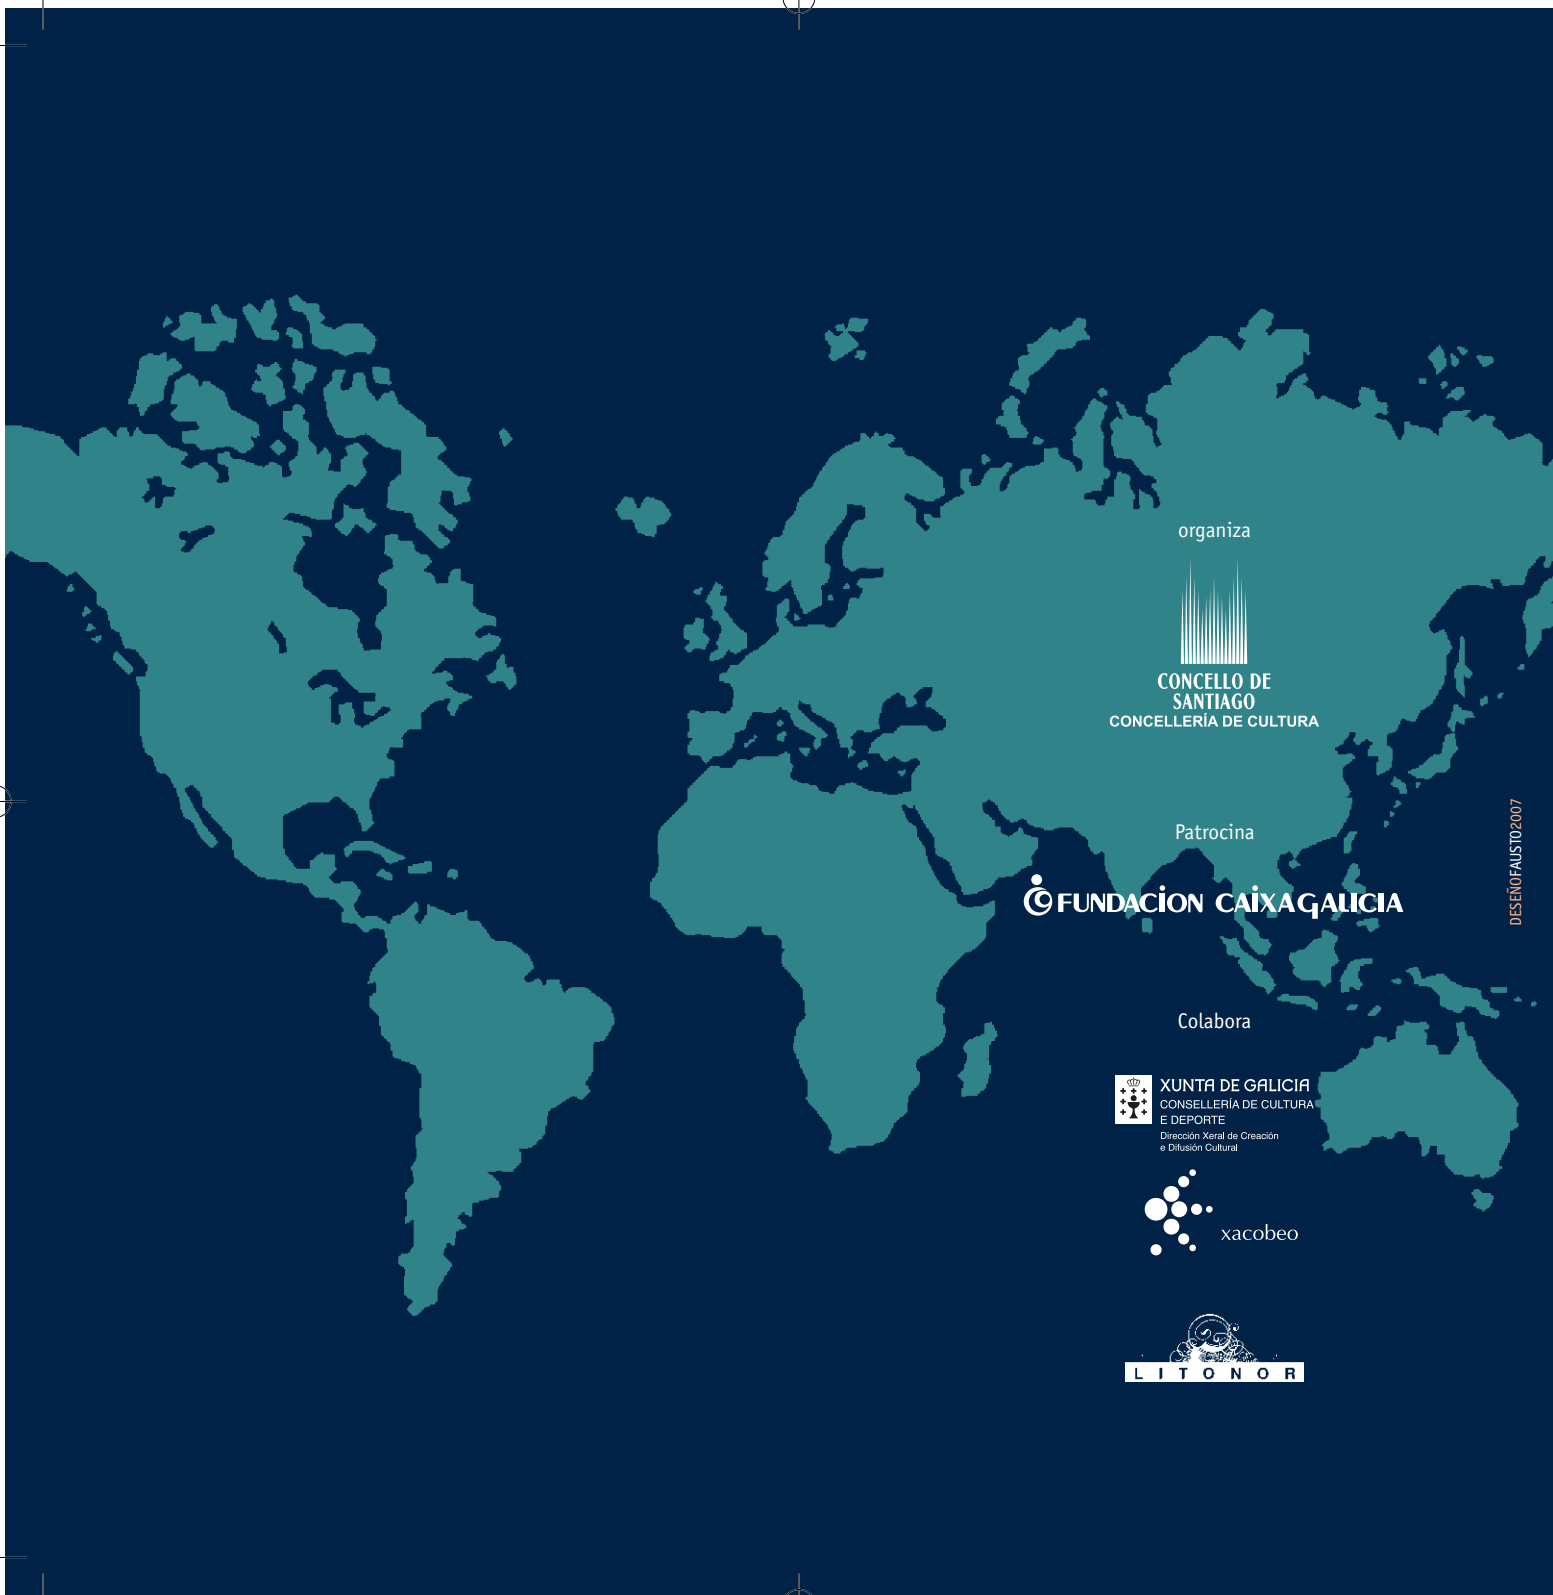 organiza
CONCELLO DE
SANTIAGO
CONCELLERÍA DE CULTURA
Patrocina
FUNDACION CAIXAGALICIA
Colabora
XUNTA DE GALICIA
CONSELLERÍA DE CULTURA
E DEPORTE
Dirección Xeral de Creación
e Difusión Cultural
xacobeo
LITONOR
DESEÑOFAUSTO2007